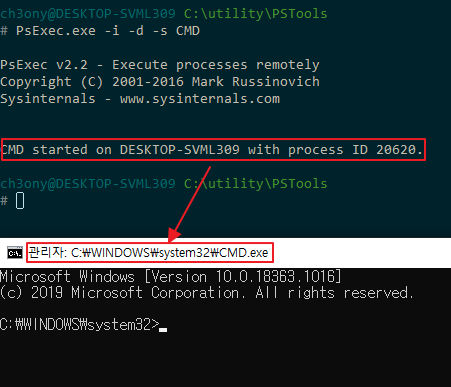 ch3ony@DESKTOP-SVML309 C:\utility\PSTools
# PsExec.exe -i -d -s CMD
PsExec v2.2 - Execute processes remotely
Copyright (C) 2001-2016 Mark Russinovich
Sysinternals - www.sysinternals.com
CMD started on DESKTOP-SVML309 with process ID 20620.
ch3ony@DESKTOP-SVML309 C:\utility\PSTools
#
C:\. 관리자: C:₩WINDOWS₩system32₩CMD.exe
Microsoft Windows [Version 10.0.18363.1016]
(c) 2019 Microsoft Corporation. All rights reserved.
C:₩WINDOWS₩system32>